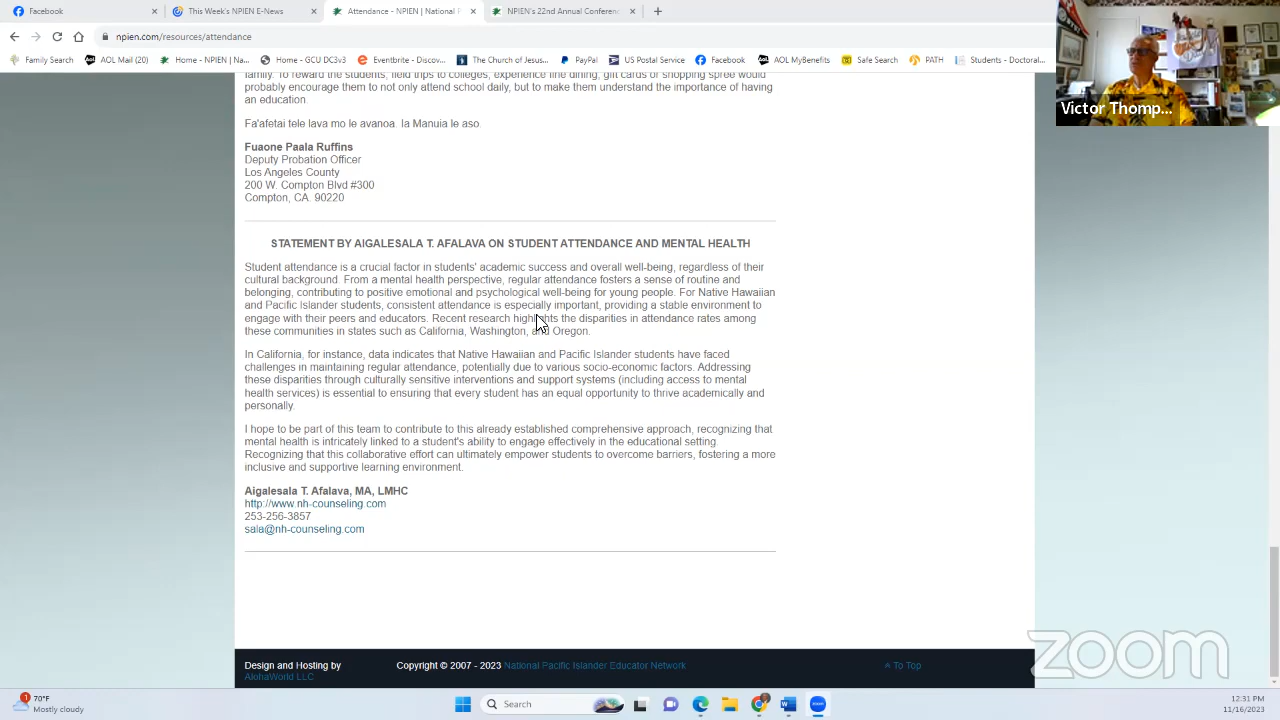 Facebook
This Week's NPIEN E-News
Attendance - NPIEN | National P
NPIEN's 22nd Annual Conferenc
npien.com/resources/attendance
Family Search
AOL Mail (20)
Home - NPIEN | Na...
Home - GCU DC3v3
Eventbrite - Discov...
The Church of Jesu...
PayPal
US Postal Service
Facebook
AOL MyBenefits
Safe Search
PATH
Students - Doctoral...
Victor Thomp...
family. To reward the students, field trips to colleges, experience fine dining, gift cards or shopping spree would
probably encourage them to not only attend school daily, but to make them understand the importance of having
an education.
Fa'afetai tele lava mo le avanoa. Ia Manuia le aso.
Fuaone Paala Ruffins
Deputy Probation Officer
Los Angeles County
200 W. Compton Blvd #300
Compton, CA. 90220
STATEMENT BY AIGALESALA T. AFALAVA ON STUDENT ATTENDANCE AND MENTAL HEALTH
Student attendance is a crucial factor in students' academic success and overall well-being, regardless of their
cultural background. From a mental health perspective, regular attendance fosters a sense of routine and
belonging, contributing to positive emotional and psychological well-being for young people. For Native Hawaiian
and Pacific Islander students, consistent attendance is especially important, providing a stable environment to
engage with their peers and educators. Recent research highlights the disparities in attendance rates among
these communities in states such as California, Washington, and Oregon.
In California, for instance, data indicates that Native Hawaiian and Pacific Islander students have faced
challenges in maintaining regular attendance, potentially due to various socio-economic factors. Addressing
these disparities through culturally sensitive interventions and support systems (including access to mental
health services) is essential to ensuring that every student has an equal opportunity to thrive academically and
personally.
I hope to be part of this team to contribute to this already established comprehensive approach, recognizing that
mental health is intricately linked to a student's ability to engage effectively in the educational setting.
Recognizing that this collaborative effort can ultimately empower students to overcome barriers, fostering a more
inclusive and supportive learning environment.
Aigalesala T. Afalava, MA, LMHC
http://www.nh-counseling.com
253-256-3857
sala@nh-counseling.com
Design and Hosting by
AlohaWorld LLC
Copyright © 2007 - 2023 National Pacific Islander Educator Network
To Top
zoom
1
70°F
Mostly cloudy
Search
zoom
12:31 PM
11/16/2023